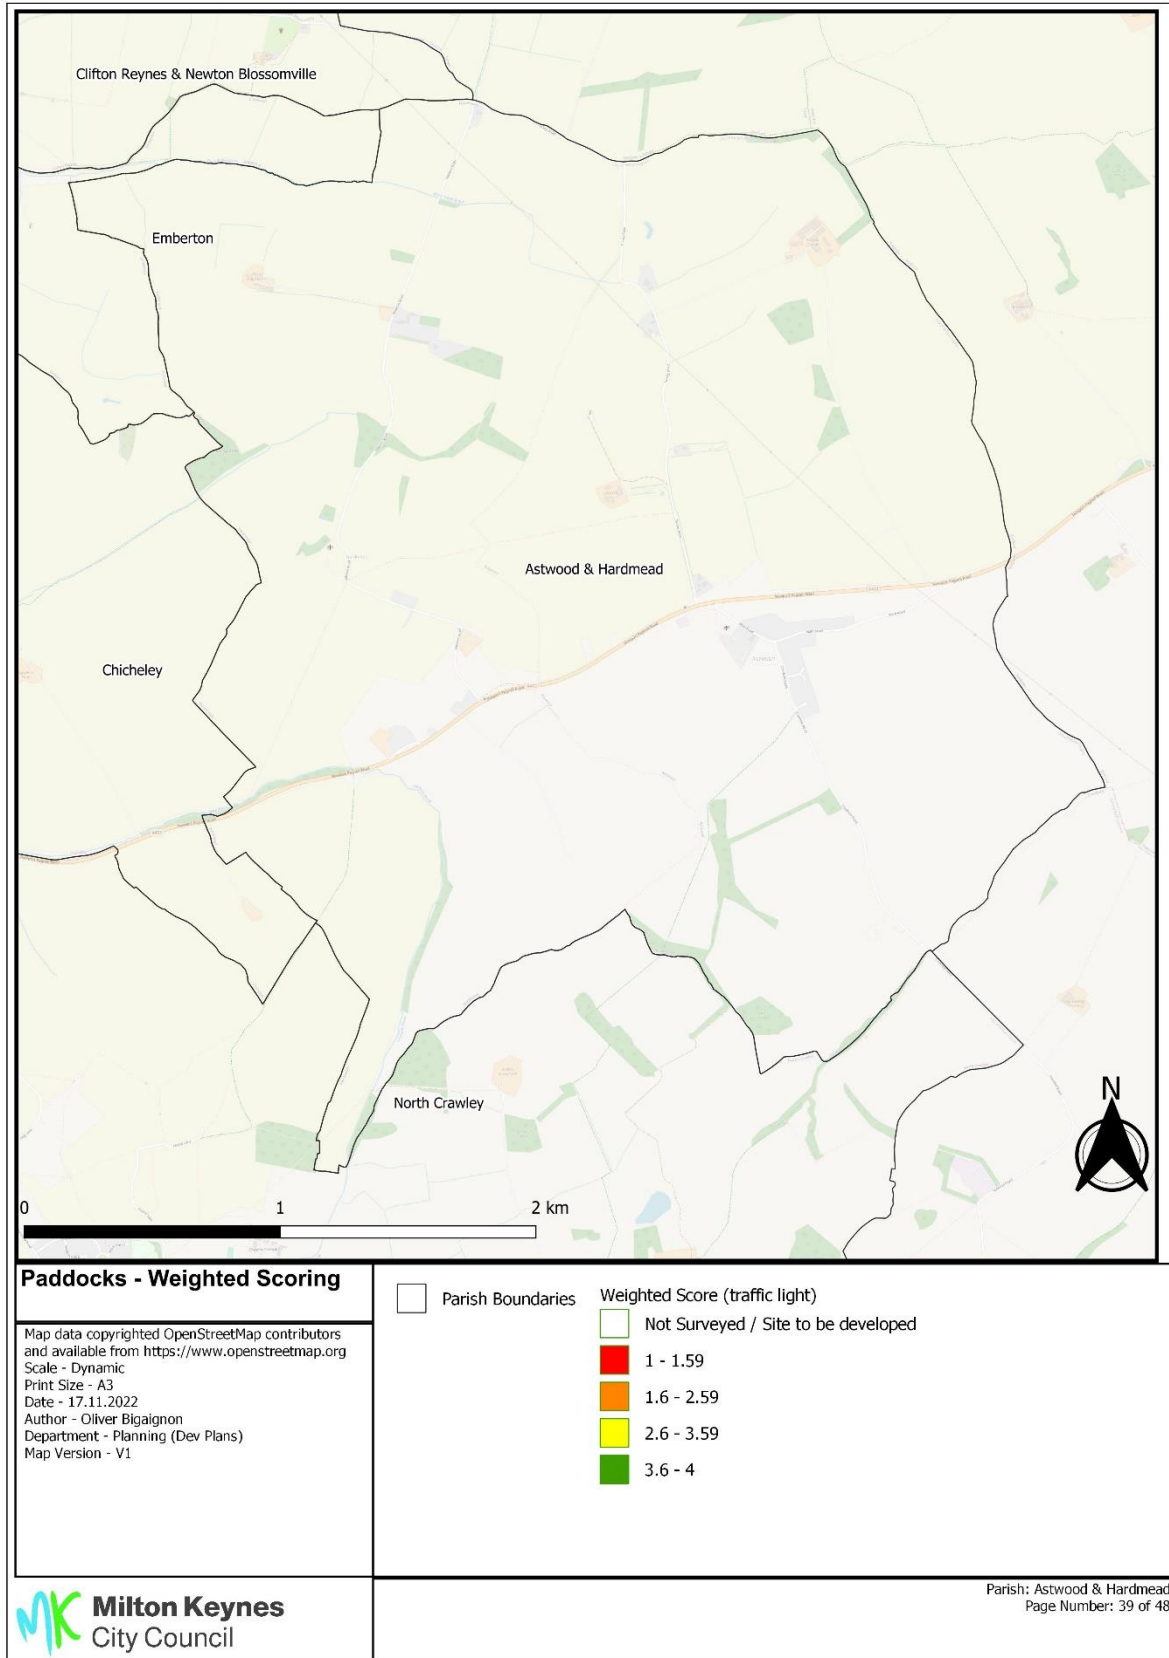 Clifton Reynes & Newton Blossomville
Emberton
Astwood & Hardmead
Chicheley
North Crawley
N
0 1 2 km
Paddocks - Weighted Scoring
Map data copyrighted OpenStreetMap contributors
and available from https://www.openstreetmap.org
Scale - Dynamic
Print Size - A3
Date - 17.11.2022
Author - Oliver Bigaignon
Department - Planning (Dev Plans)
Map Version - V1
Parish Boundaries
Weighted Score (traffic light)
Not Surveyed / Site to be developed
1 - 1.59
1.6 - 2.59
2.6 - 3.59
3.6 - 4
MK Milton Keynes
City Council
Parish: Astwood & Hardmead
Page Number: 39 of 48